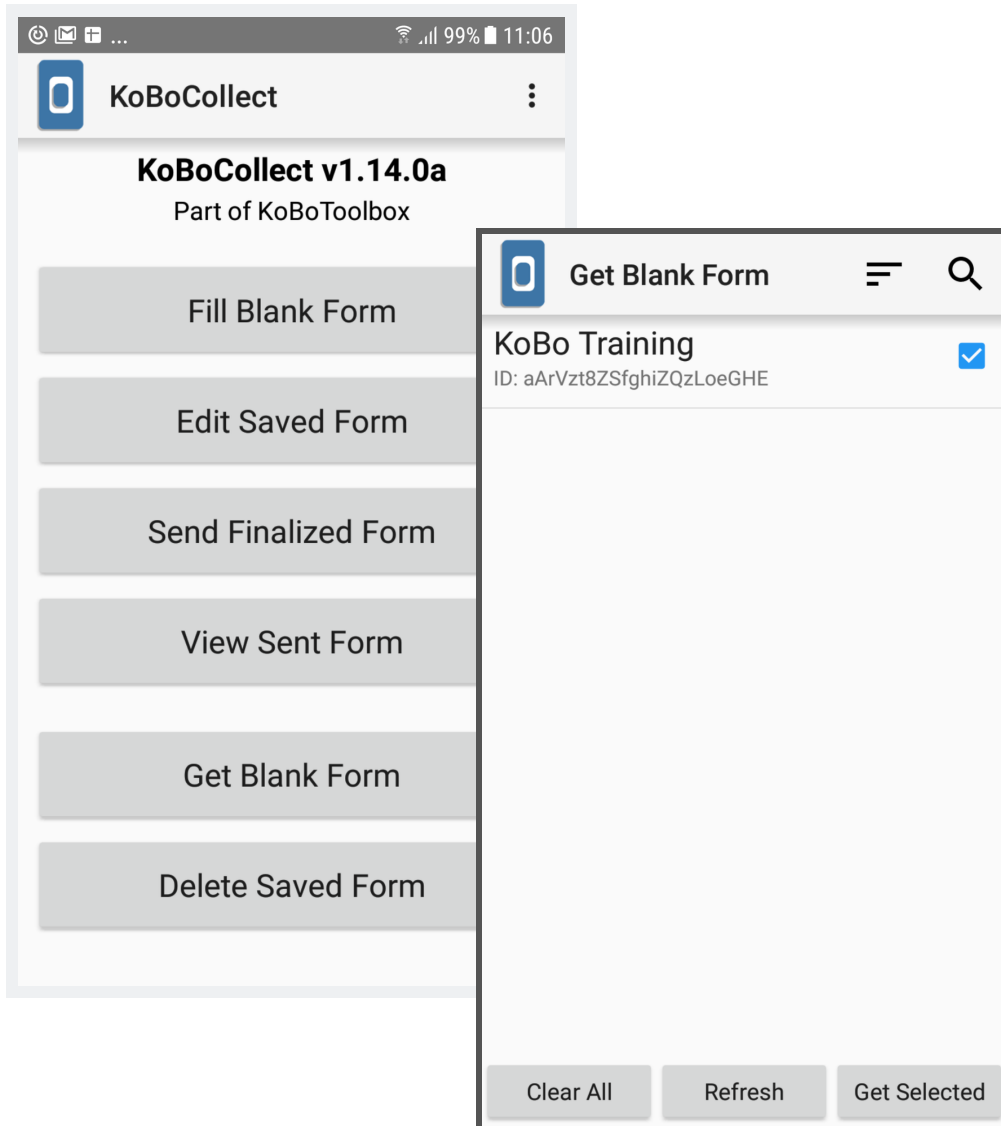 ... 99% 11:06
KoBoCollect
KoBoCollect v1.14.0a
Part of KoBoToolbox
Fill Blank Form
Edit Saved Form
Send Finalized Form
View Sent Form
Get Blank Form
Delete Saved Form
Get Blank Form
KoBo Training
ID: aArVzt8ZSfghiZQzLoeGHE
Clear All Refresh Get Selected